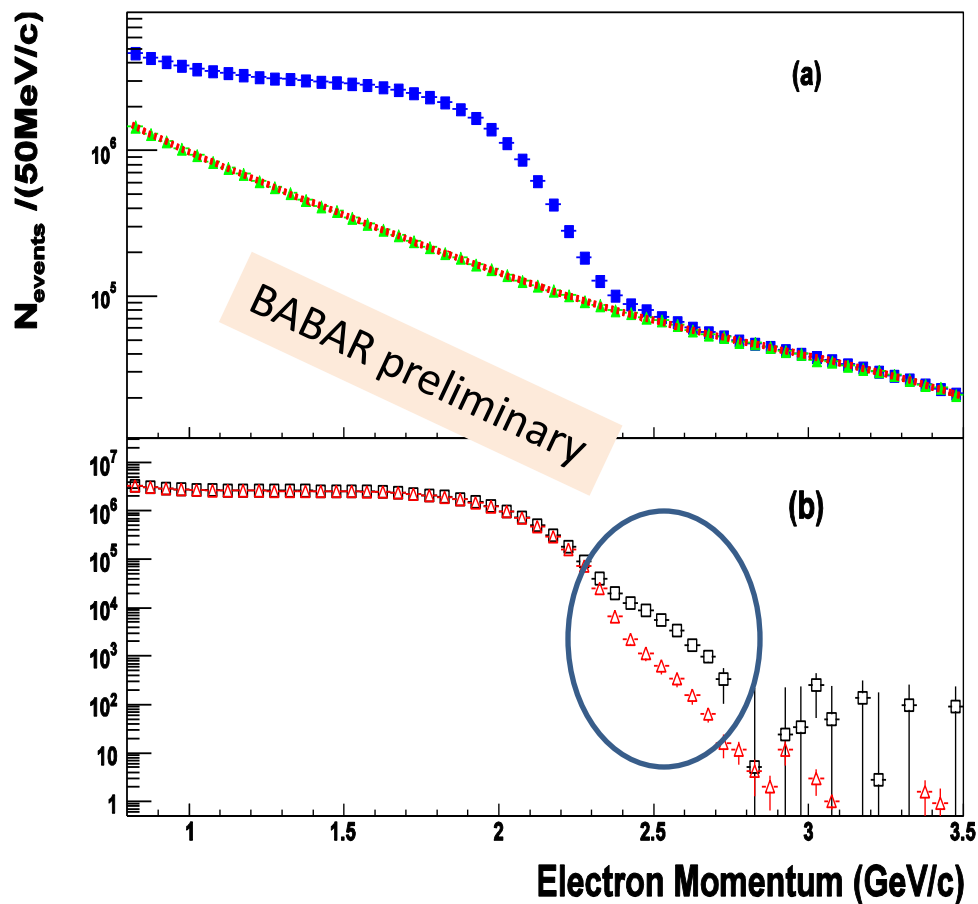 N_events /(50MeV/c)
(a)
10^6
10^5
BABAR preliminary
(b)
10^7
10^6
10^5
10^4
10^3
10^2
10
1
1 1.5 2 2.5 3 3.5
Electron Momentum (GeV/c)